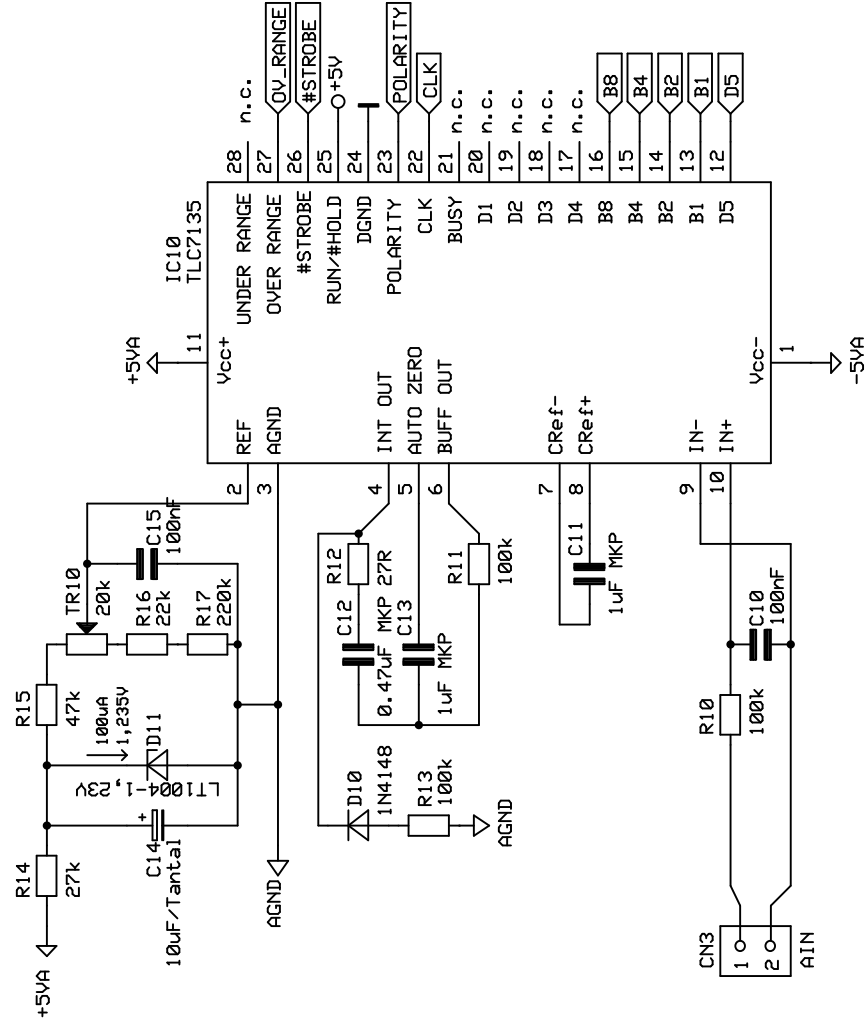 +5VA
R14
27k
C14
+
10uF/Tantal
LT1004-1,23V
D11
100uA
1,235V
R15
47k
TR10
20k
R16
22k
R17
220k
C15
100nF
AGND
D10
1N4148
R13
100k
AGND
C12
0.47uF MKP
R12
27R
C13
1uF MKP
R11
100k
C11
1uF MKP
CN3
1
2
AIN
R10
100k
C10
100nF
IC10
TLC7135
+5VA
11
Vcc+
2
REF
3
AGND
4
INT OUT
5
AUTO ZERO
6
BUFF OUT
7
CRef-
8
CRef+
9
IN-
10
IN+
Vcc-
1
-5VA
UNDER RANGE
28
n.c.
OVER RANGE
27
OV_RANGE
#STROBE
26
#STROBE
RUN/#HOLD
25
+5V
DGND
24
POLARITY
23
POLARITY
CLK
22
CLK
BUSY
21
n.c.
D1
20
n.c.
D2
19
n.c.
D3
18
n.c.
D4
17
n.c.
B8
16
B8
B4
15
B4
B2
14
B2
B1
13
B1
D5
12
D5